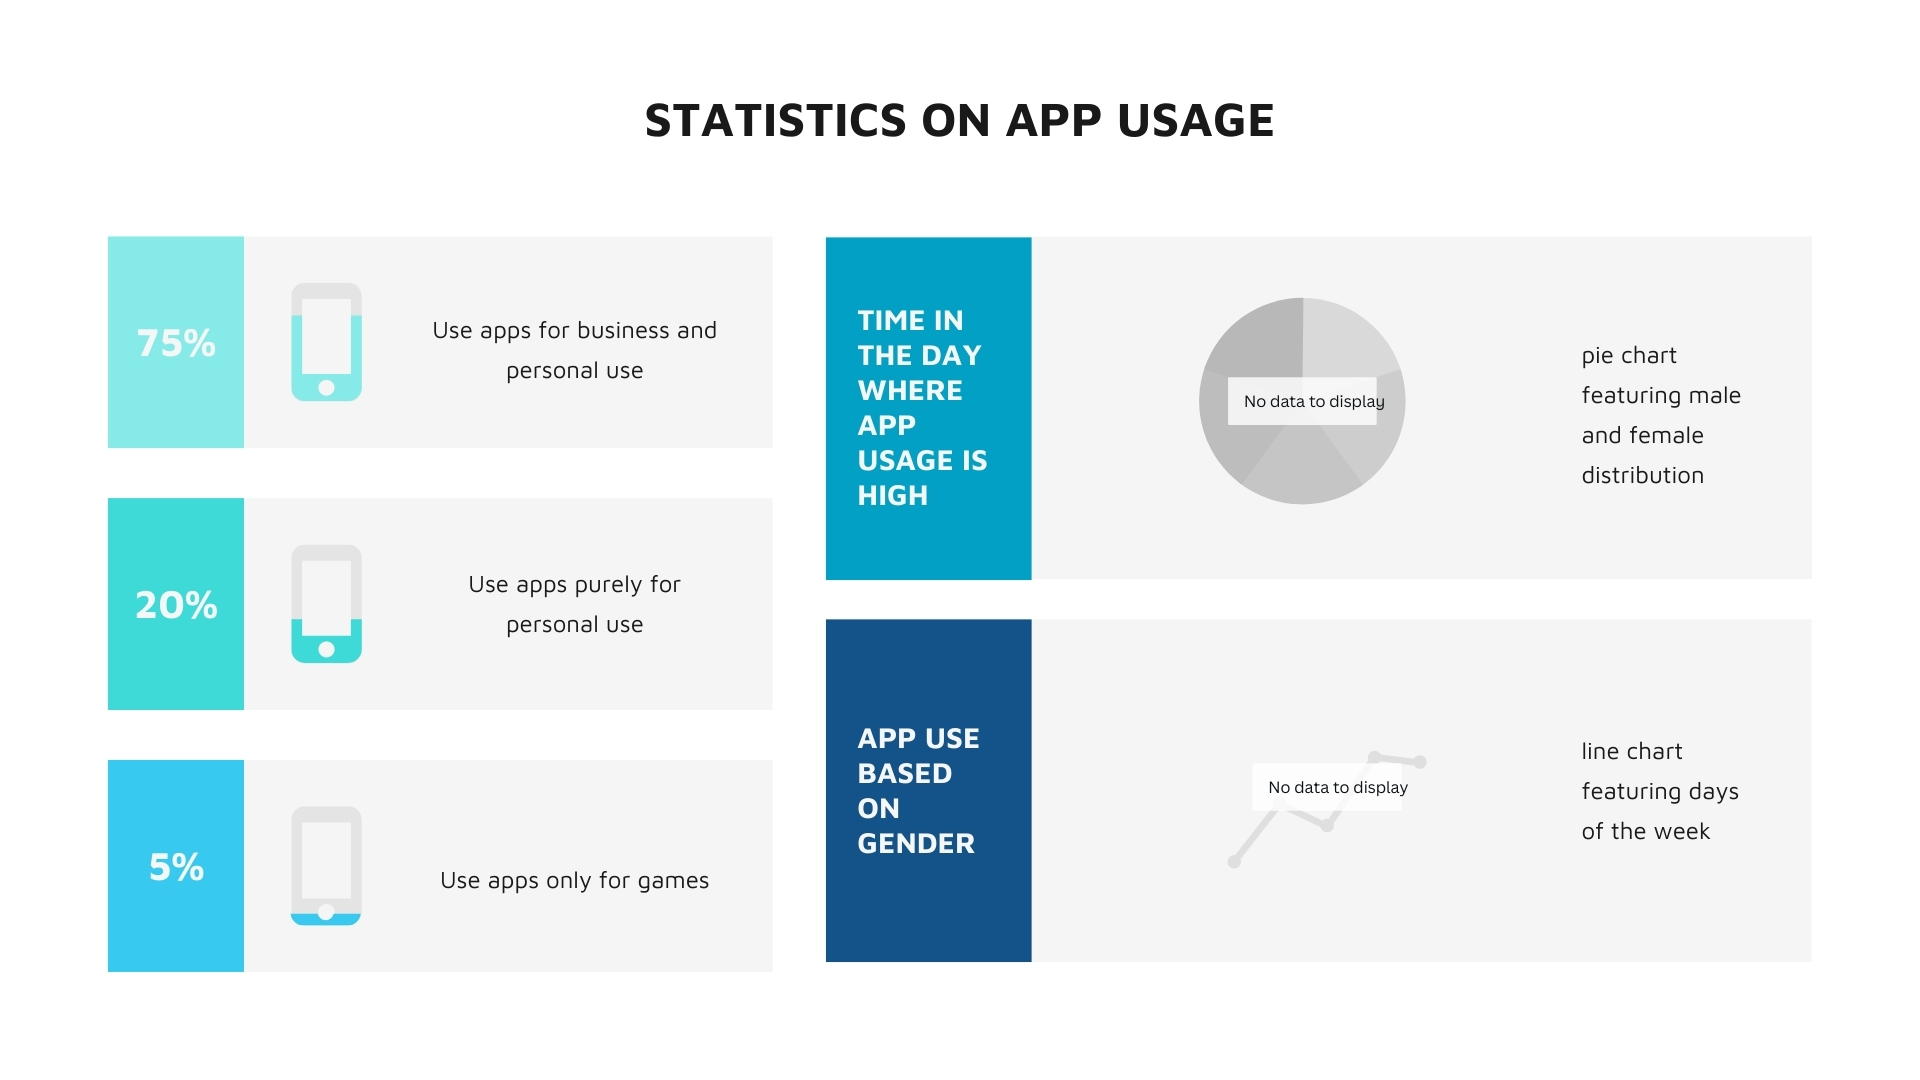 STATISTICS ON APP USAGE
75%
Use apps for business and
personal use
20%
Use apps purely for
personal use
5%
Use apps only for games
TIME IN
THE DAY
WHERE
APP
USAGE IS
HIGH
No data to display
pie chart
featuring male
and female
distribution
APP USE
BASED
ON
GENDER
No data to display
line chart
featuring days
of the week